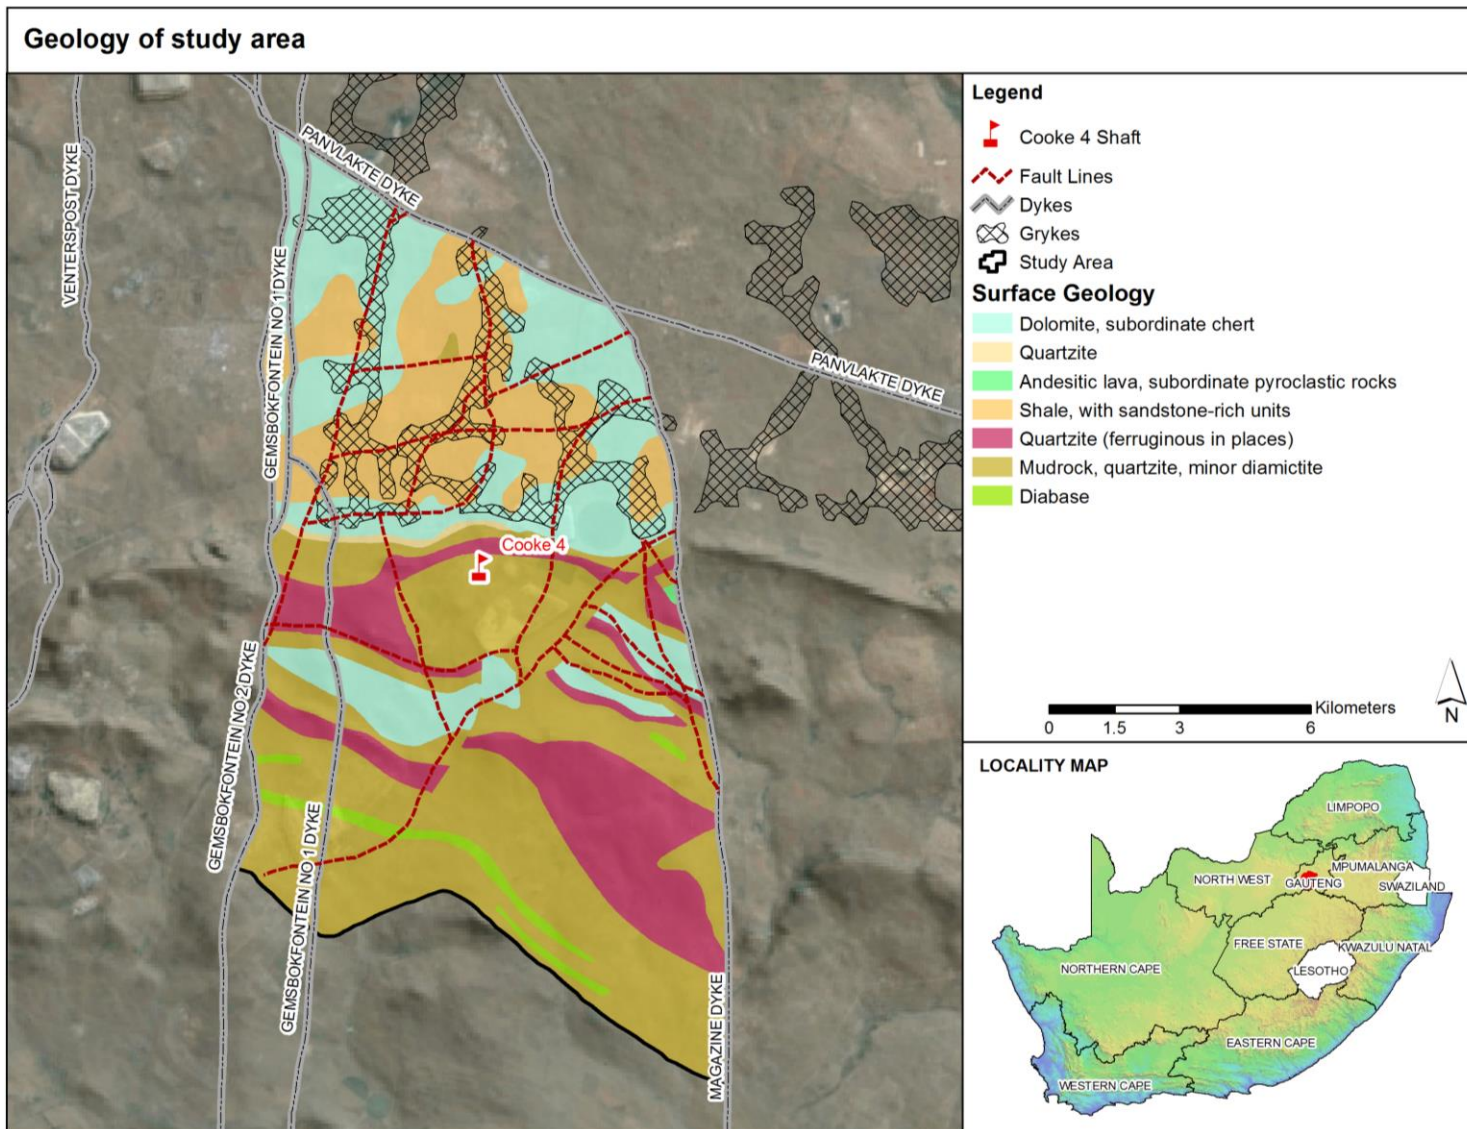 Geology of study area
VENTERSPOST DYKE
GEMSBOKFONTEIN NO 1 DYKE
PANVLAKTE DYKE
PANVLAKTE DYKE
Cooke 4
GEMSBOKFONTEIN NO 2 DYKE
GEMSBOKFONTEIN NO 1 DYKE
MAGAZINE DYKE
Legend
Cooke 4 Shaft
Fault Lines
Dykes
Grykes
Study Area
Surface Geology
Dolomite, subordinate chert
Quartzite
Andesitic lava, subordinate pyroclastic rocks
Shale, with sandstone-rich units
Quartzite (ferruginous in places)
Mudrock, quartzite, minor diamictite
Diabase
Kilometers
0 1.5 3 6
N
LOCALITY MAP
LIMPOPO
MPUMALANGA
NORTH WEST
GAUTENG
SWAZILAND
FREE STATE
KWAZULU NATAL
LESOTHO
NORTHERN CAPE
EASTERN CAPE
WESTERN CAPE